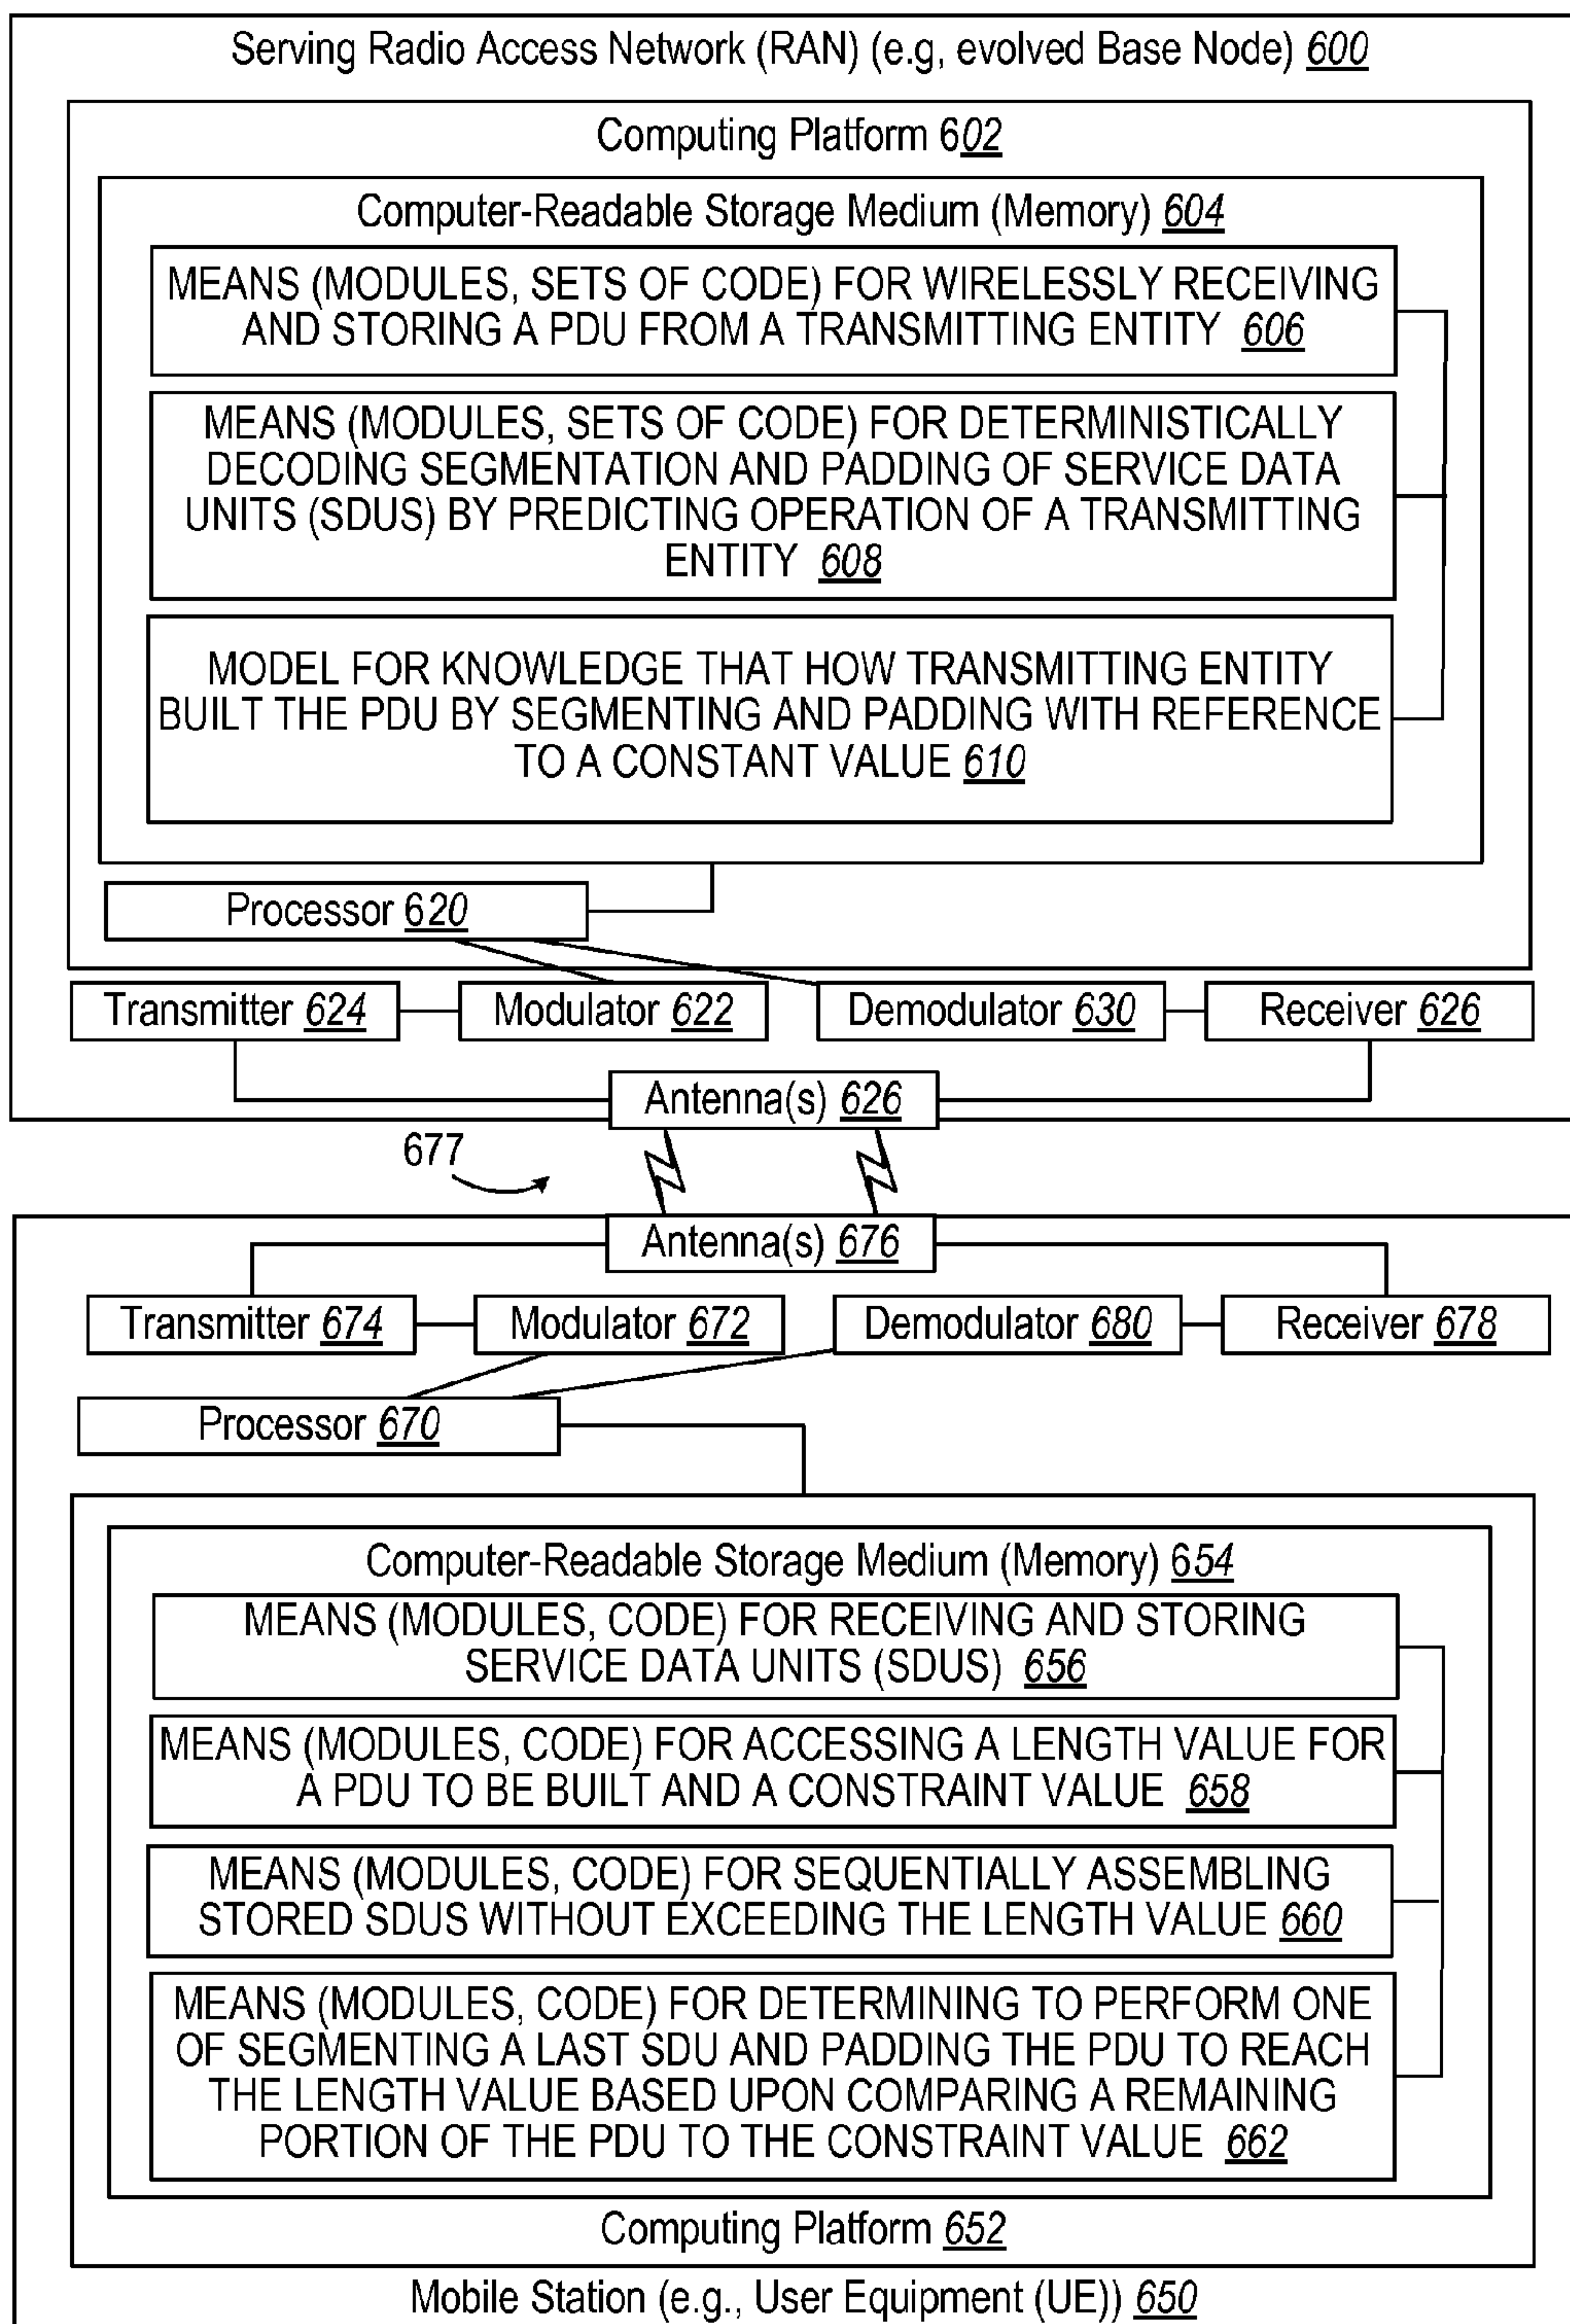 Serving Radio Access Network (RAN) (e.g, evolved Base Node) 600
Computing Platform 602
Computer-Readable Storage Medium (Memory) 604
MEANS (MODULES, SETS OF CODE) FOR WIRELESSLY RECEIVING
AND STORING A PDU FROM A TRANSMITTING ENTITY 606
MEANS (MODULES, SETS OF CODE) FOR DETERMINISTICALLY
DECODING SEGMENTATION AND PADDING OF SERVICE DATA
UNITS (SDUS) BY PREDICTING OPERATION OF A TRANSMITTING
ENTITY 608
MODEL FOR KNOWLEDGE THAT HOW TRANSMITTING ENTITY
BUILT THE PDU BY SEGMENTING AND PADDING WITH REFERENCE
TO A CONSTANT VALUE 610
Processor 620
Transmitter 624
Modulator 622
Demodulator 630
Receiver 626
Antenna(s) 626
677
Antenna(s) 676
Transmitter 674
Modulator 672
Demodulator 680
Receiver 678
Processor 670
Computer-Readable Storage Medium (Memory) 654
MEANS (MODULES, CODE) FOR RECEIVING AND STORING
SERVICE DATA UNITS (SDUS) 656
MEANS (MODULES, CODE) FOR ACCESSING A LENGTH VALUE FOR
A PDU TO BE BUILT AND A CONSTRAINT VALUE 658
MEANS (MODULES, CODE) FOR SEQUENTIALLY ASSEMBLING
STORED SDUS WITHOUT EXCEEDING THE LENGTH VALUE 660
MEANS (MODULES, CODE) FOR DETERMINING TO PERFORM ONE
OF SEGMENTING A LAST SDU AND PADDING THE PDU TO REACH
THE LENGTH VALUE BASED UPON COMPARING A REMAINING
PORTION OF THE PDU TO THE CONSTRAINT VALUE 662
Computing Platform 652
Mobile Station (e.g., User Equipment (UE)) 650